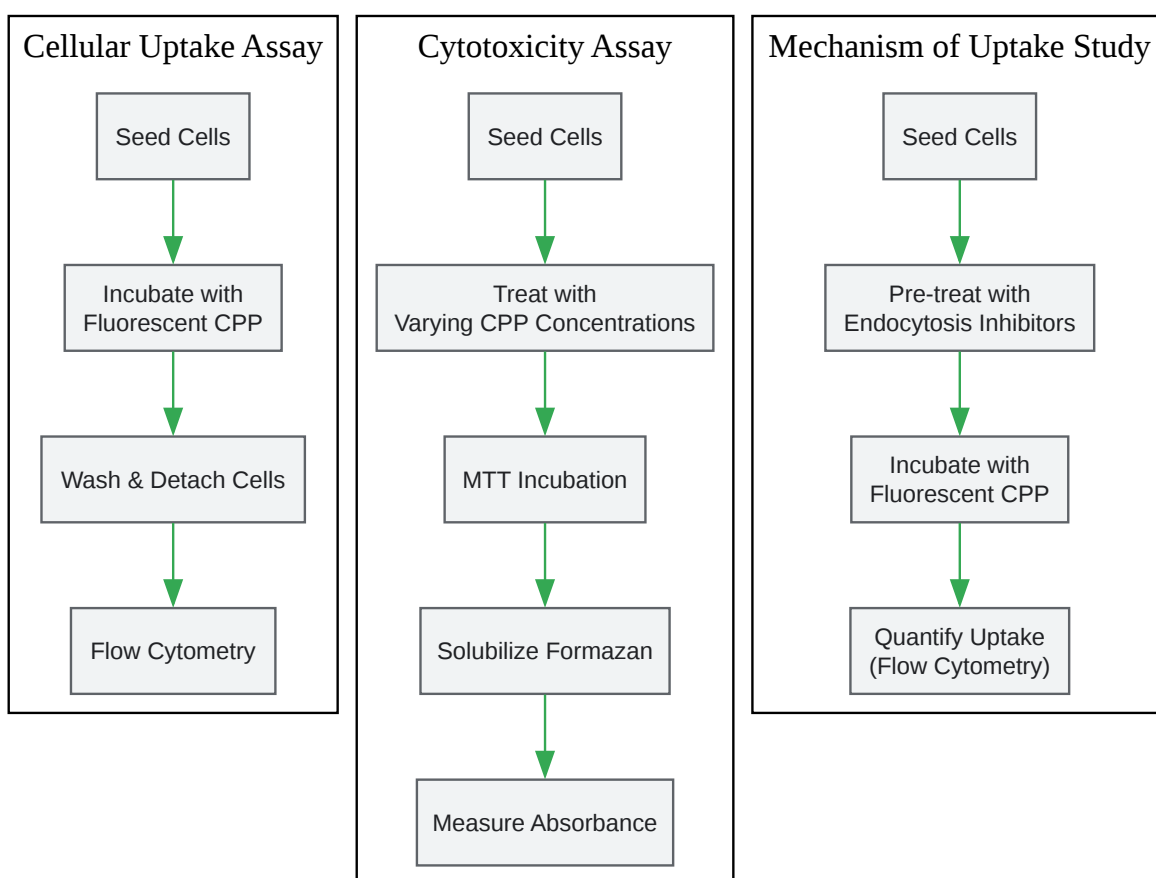 Cellular Uptake Assay
Seed Cells
Incubate with
Fluorescent CPP
Wash & Detach Cells
Flow Cytometry
Cytotoxicity Assay
Seed Cells
Treat with
Varying CPP Concentrations
MTT Incubation
Solubilize Formazan
Measure Absorbance
Mechanism of Uptake Study
Seed Cells
Pre-treat with
Endocytosis Inhibitors
Incubate with
Fluorescent CPP
Quantify Uptake
(Flow Cytometry)